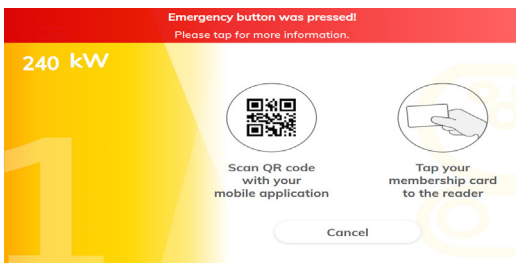 Emergency button was pressed!
Please tap for more information.
240 kW
1
Scan QR code
with your
mobile application
Tap your
membership card
to the reader
Cancel